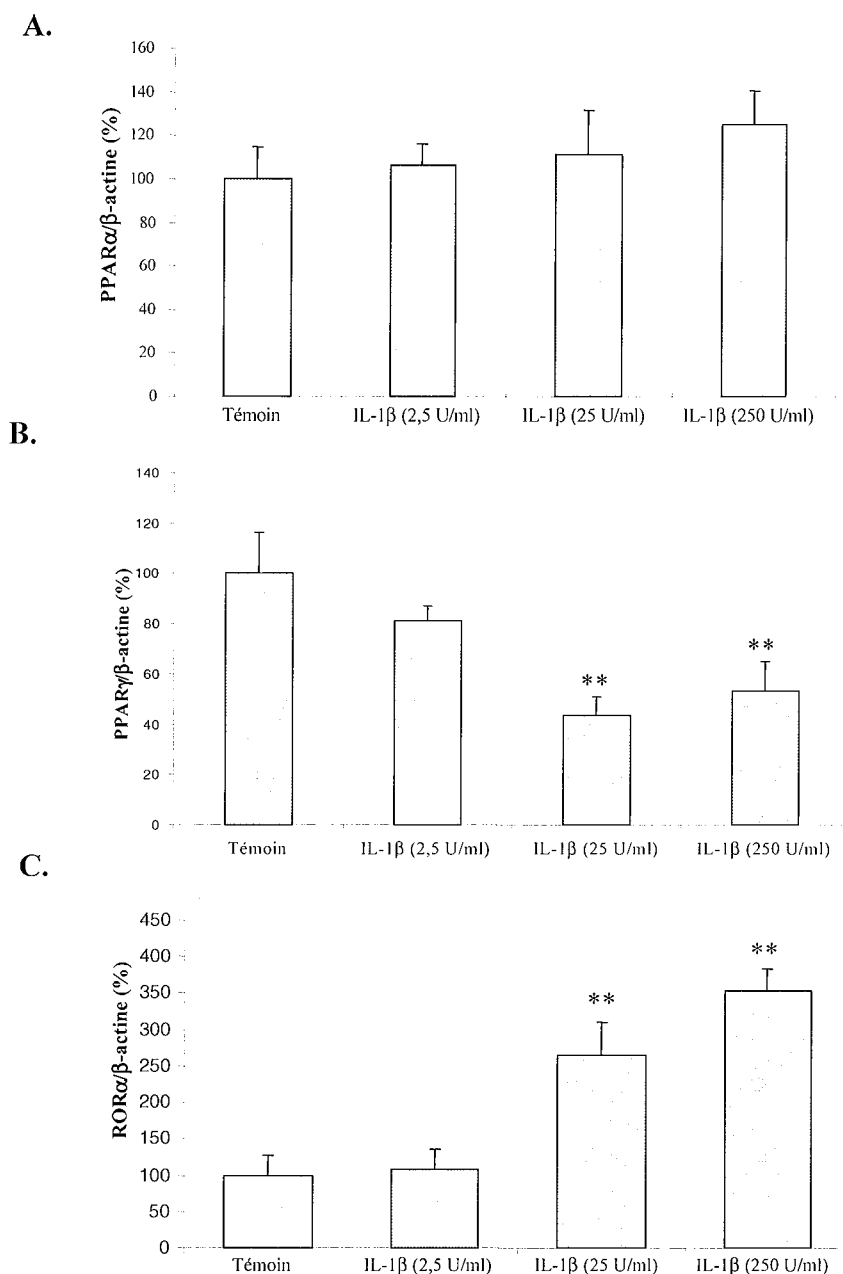 A.
PPARα/β-actine (%)
160
140
120
100
80
60
40
20
0
Témoin
IL-1β (2,5 U/ml)
IL-1β (25 U/ml)
IL-1β (250 U/ml)
B.
PPARγ/β-actine (%)
140
120
100
80
60
40
20
0
**
**
Témoin
IL-1β (2,5 U/ml)
IL-1β (25 U/ml)
IL-1β (250 U/ml)
C.
RORα/β-actine (%)
450
400
350
300
250
200
150
100
50
0
**
**
Témoin
IL-1β (2,5 U/ml)
IL-1β (25 U/ml)
IL-1β (250 U/ml)